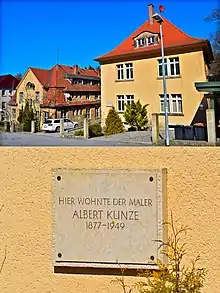 HIER WOHNTE DER MALER
ALBERT KUNZE
1877-1949